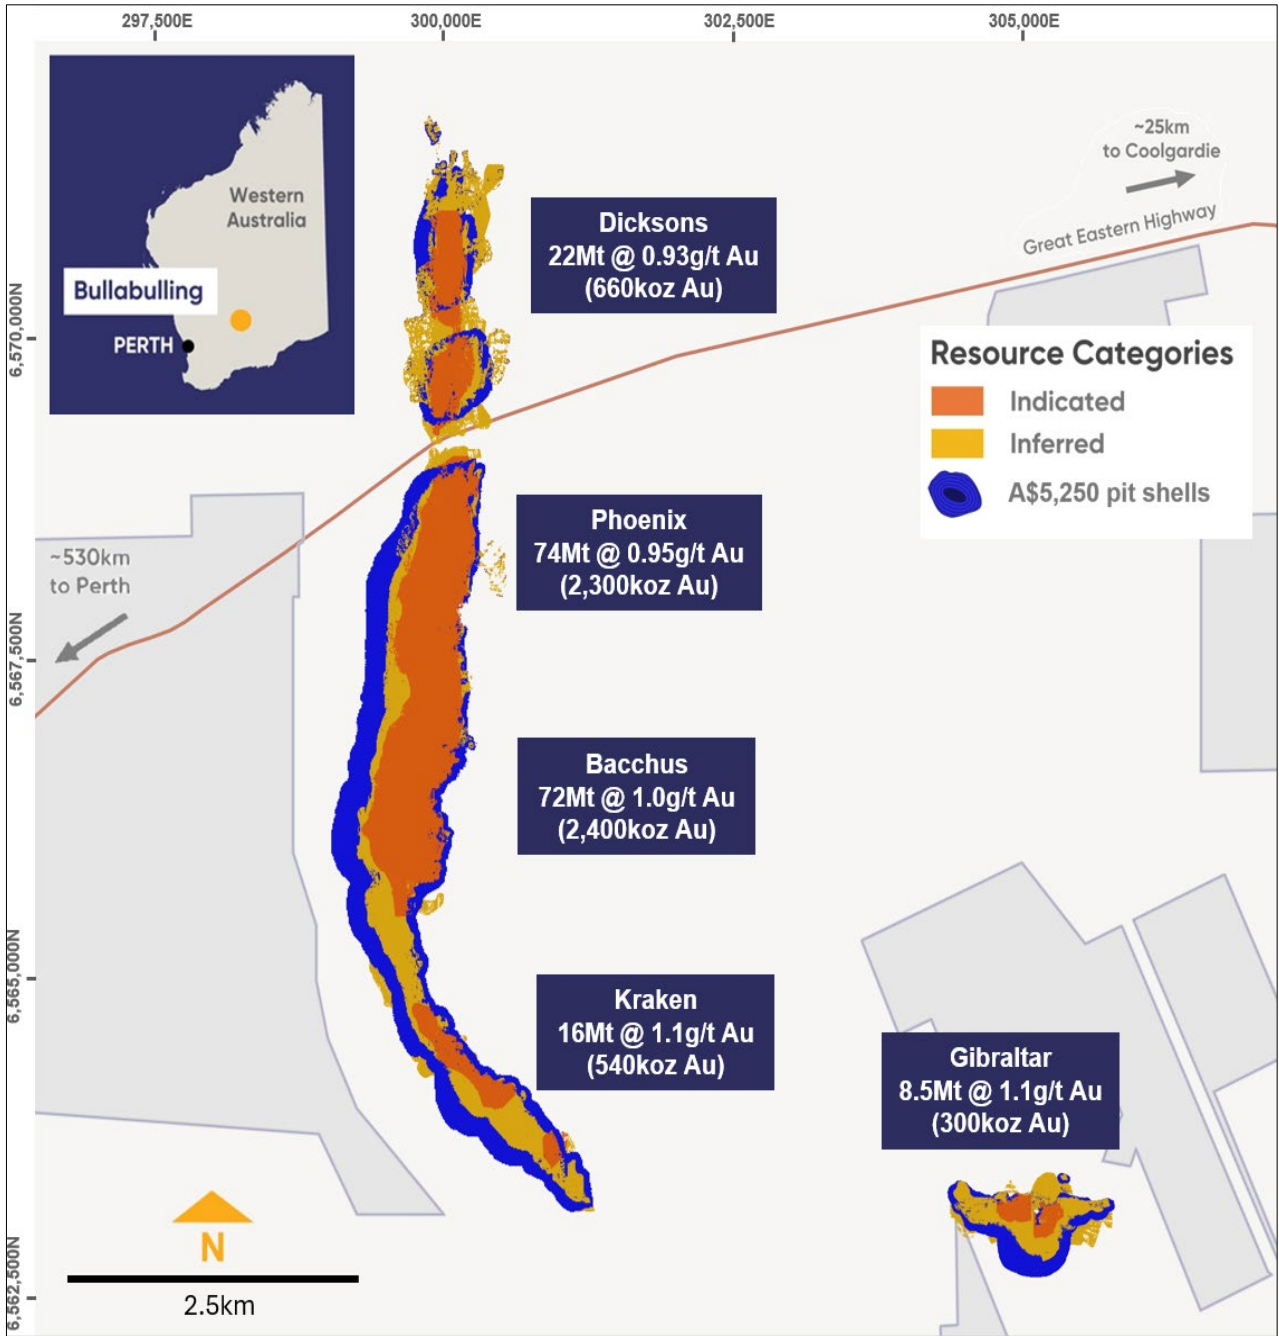 297,500E
300,000E
302,500E
305,000E
Western
Australia
Bullabulling
PERTH
~25km
to Coolgardie
Great Eastern Highway
Dicksons
22Mt @ 0.93g/t Au
(660koz Au)
6,570,000N
Resource Categories
Indicated
Inferred
A$5,250 pit shells
Phoenix
74Mt @ 0.95g/t Au
(2,300koz Au)
~530km
to Perth
6,567,500N
Bacchus
72Mt @ 1.0g/t Au
(2,400koz Au)
6,565,000N
Kraken
16Mt @ 1.1g/t Au
(540koz Au)
Gibraltar
8.5Mt @ 1.1g/t Au
(300koz Au)
N
2.5km
6,562,500N